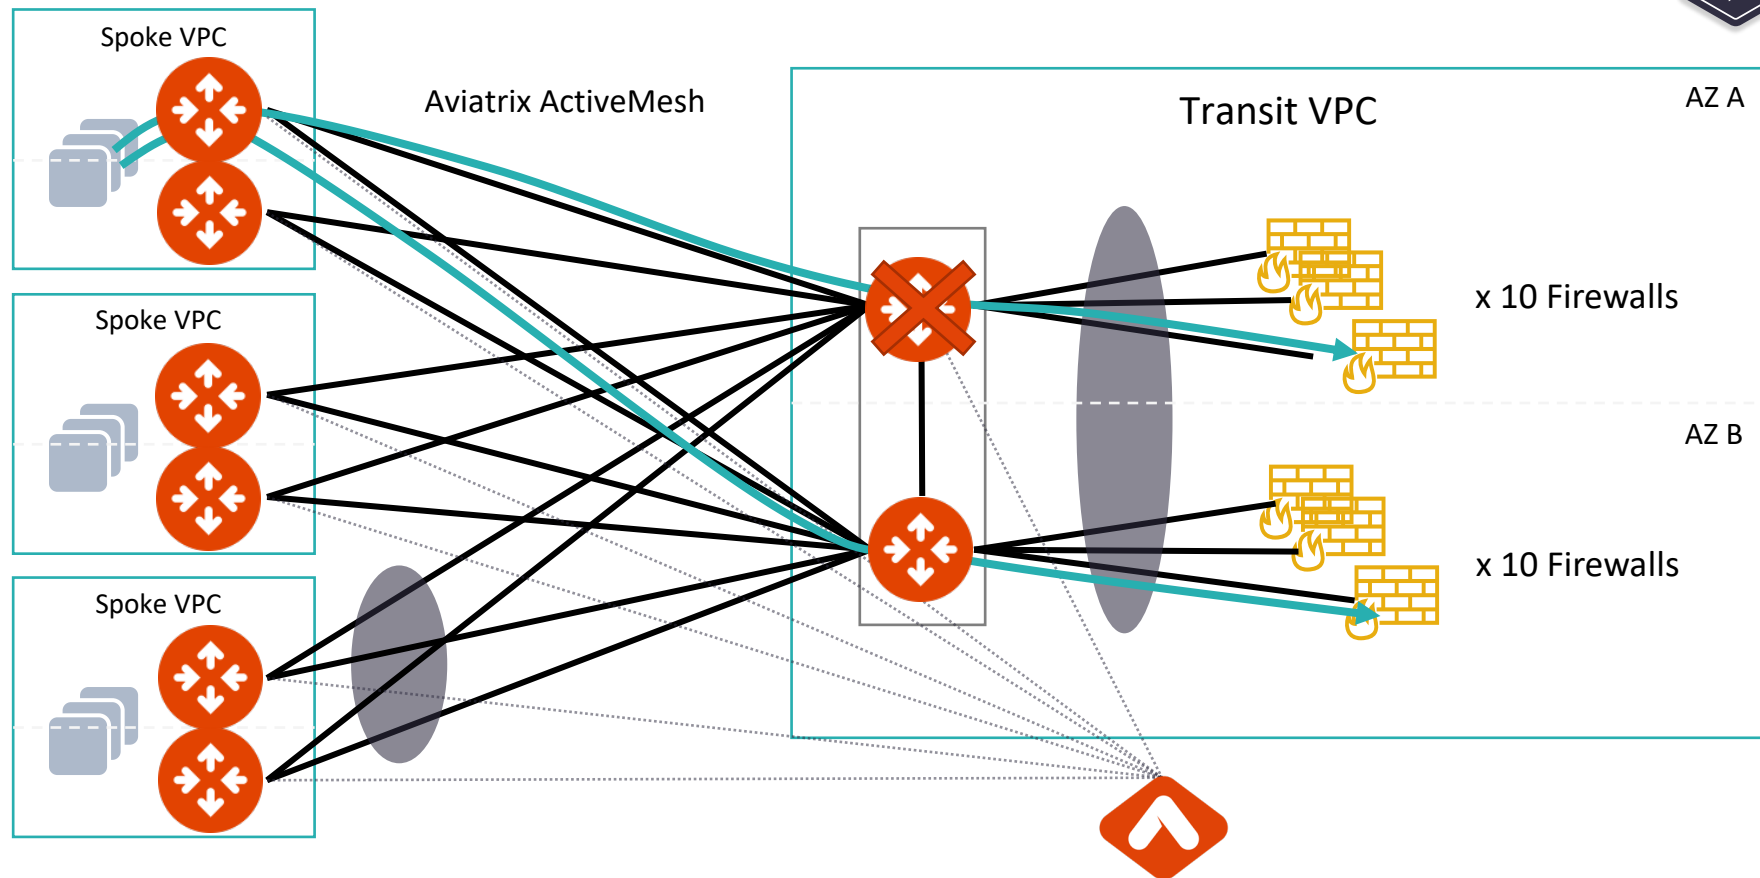 Spoke VPC
Aviatrix ActiveMesh
Transit VPC
AZ A
x 10 Firewalls
Spoke VPC
AZ B
x 10 Firewalls
Spoke VPC